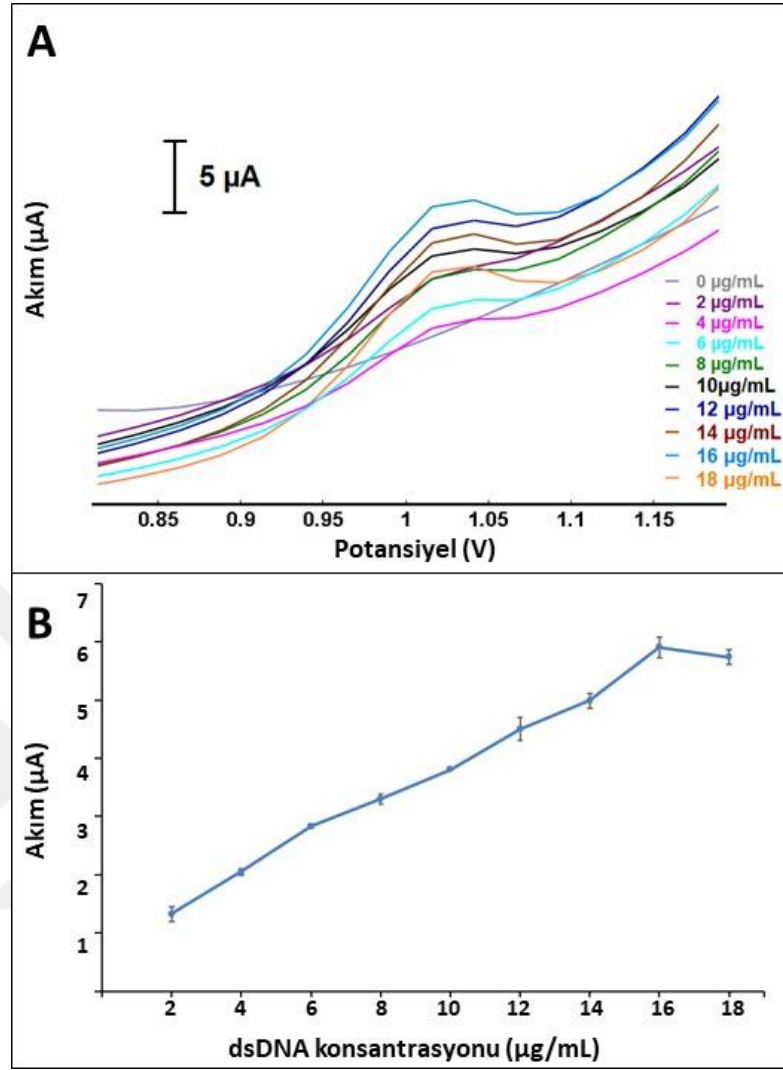 A
5 µA
Akım (µA)
0 µg/mL
2 µg/mL
4 µg/mL
6 µg/mL
8 µg/mL
10µg/mL
12 µg/mL
14 µg/mL
16 µg/mL
18 µg/mL
0.85 0.9 0.95 1 1.05 1.1 1.15
Potansiyel (V)
B
7
6
5
4
3
2
1
Akım (µA)
2 4 6 8 10 12 14 16 18
dsDNA konsantrasyonu (µg/mL)